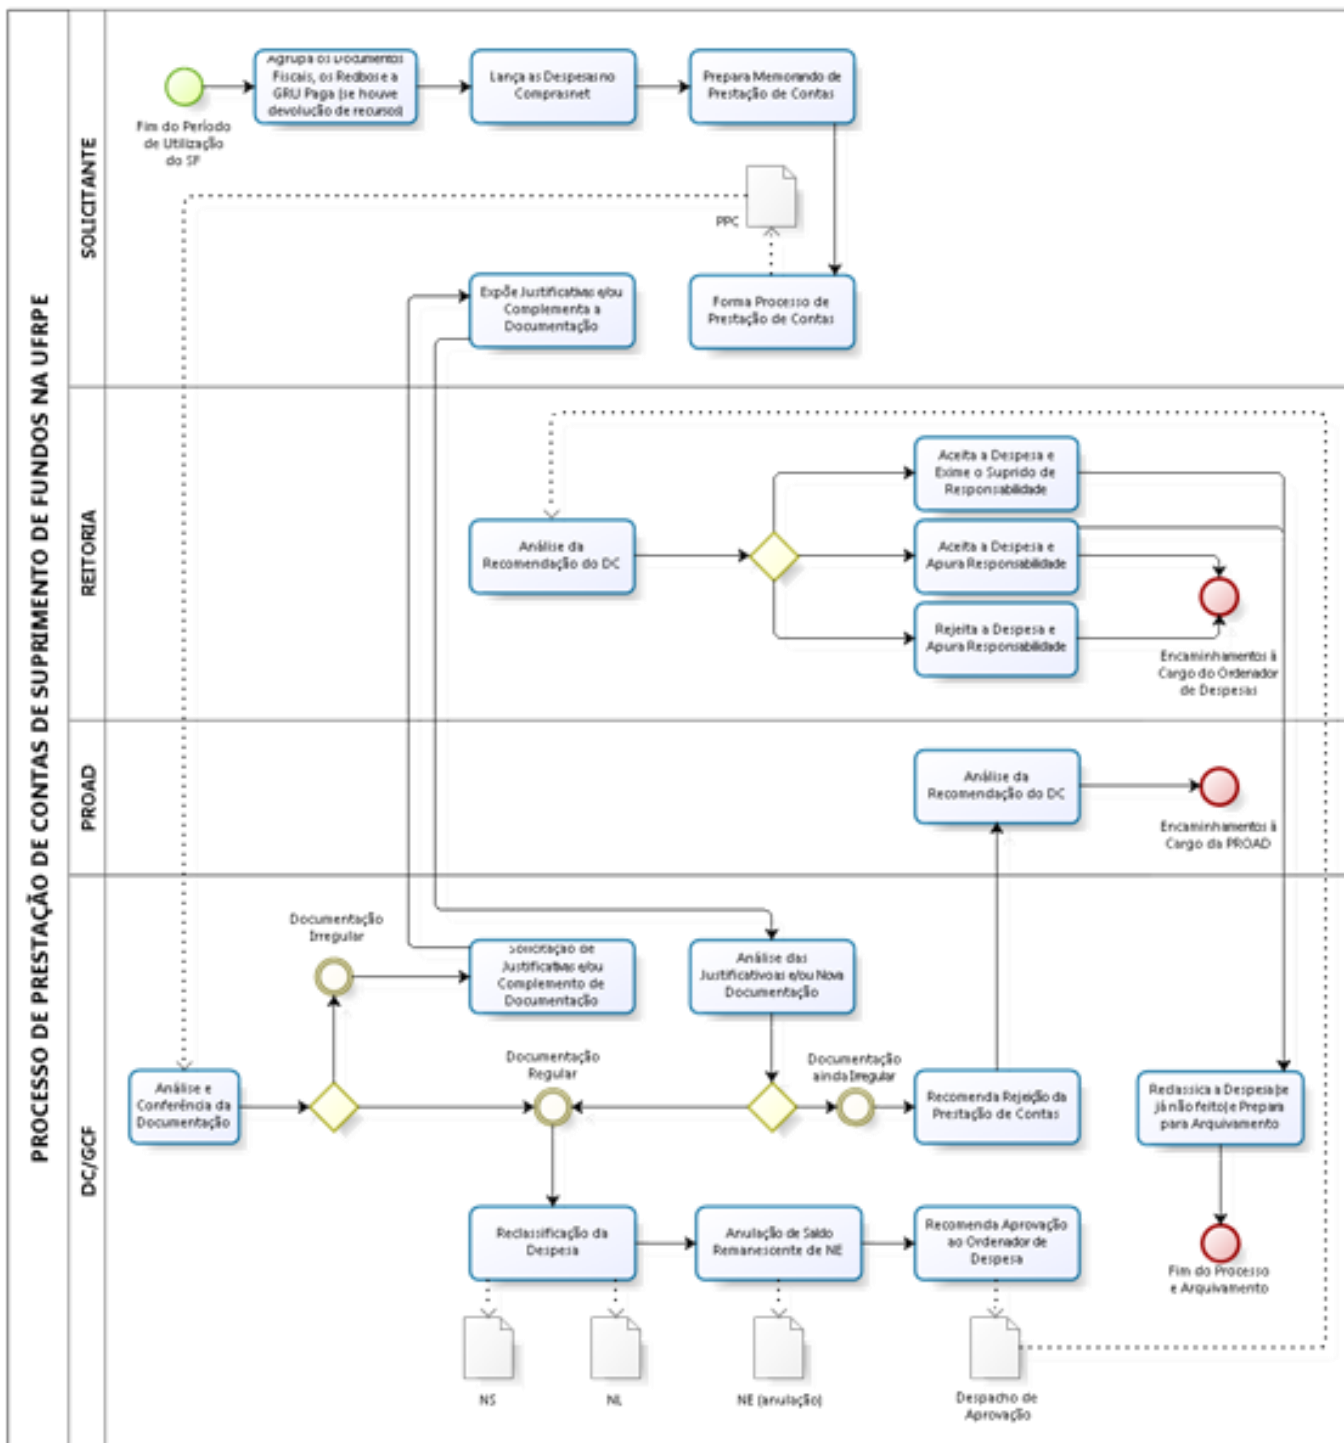 PROCESSO DE PRESTAÇÃO DE CONTAS DE SUPRIMENTO DE FUNDOS NA UFRPE
SOLICITANTE
Fim do Período
de Utilização
do SF
Agrupa os Documentos
Fiscais, os Recibos e a
GRU Paga (se houve
devolução de recursos)
Lança as Despesas no
Comprasnet
Prepara Memorando de
Prestação de Contas
PPC
Expõe Justificativas e/ou
Complementa a
Documentação
Forma Processo de
Prestação de Contas
REITORIA
Análise da
Recomendação do DC
Aceita a Despesa e
Exime o Suprido de
Responsabilidade
Aceita a Despesa e
Apura Responsabilidade
Rejeita a Despesa e
Apura Responsabilidade
Encaminhamentos à
Cargo do Ordenador
de Despesas
PROAD
Análise da
Recomendação do DC
Encaminhamentos à
Cargo da PROAD
DC/GCF
Documentação
Irregular
Solicitação de
Justificativas e/ou
Complemento de
Documentação
Análise das
Justificativoas e/ou Nova
Documentação
Análise e
Conferência da
Documentação
Documentação
Regular
Documentação
ainda Irregular
Recomenda Rejeição da
Prestação de Contas
Reclassica a Despesa (se
já não feito) e Prepara
para Arquivamento
Reclassificação da
Despesa
Anulação de Saldo
Remanescente de NE
Recomenda Aprovação
ao Ordenador de
Despesa
Fim do Processo
e Arquivamento
NS
NL
NE (anulação)
Despacho de
Aprovação